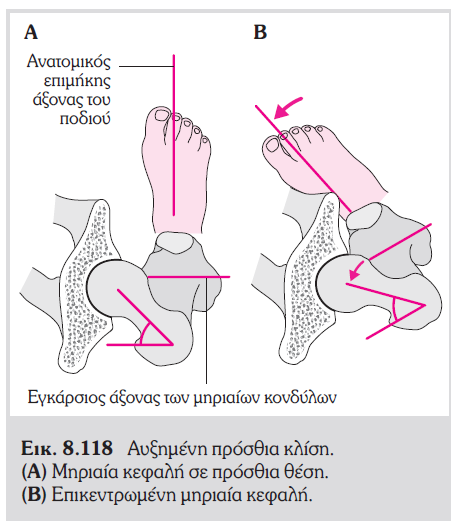 Α
Β
Ανατομικός
επιμήκης
άξονας του
ποδιού
Εγκάρσιος άξονας των μηριαίων κονδύλων
Εικ. 8.118 Αυξημένη πρόσθια κλίση.
(Α) Μηριαία κεφαλή σε πρόσθια θέση.
(Β) Επικεντρωμένη μηριαία κεφαλή.